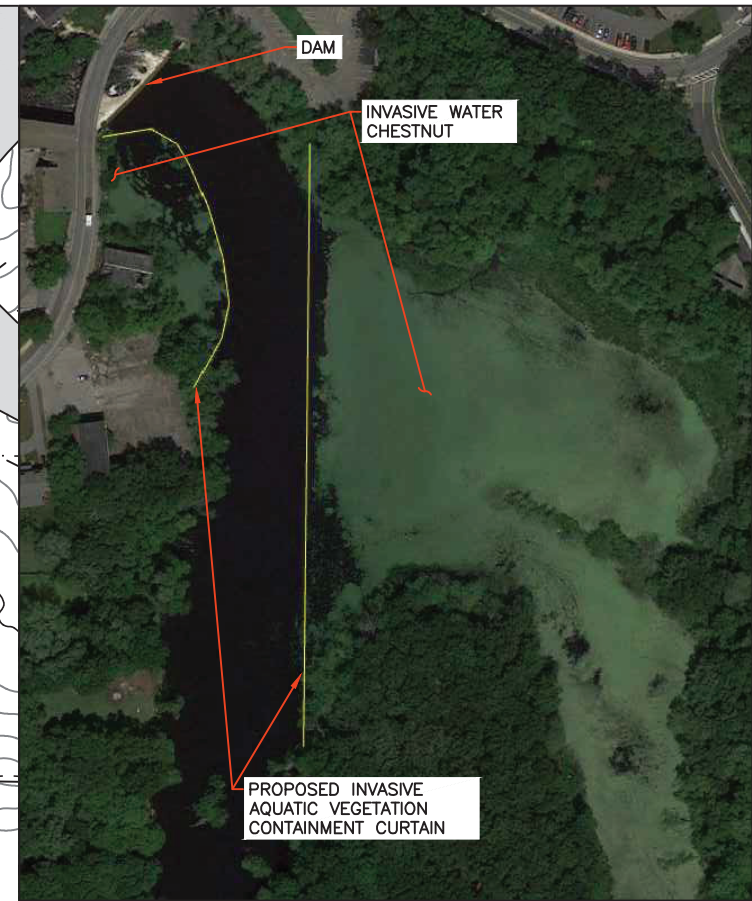 DAM
INVASIVE WATER
CHESTNUT
PROPOSED INVASIVE
AQUATIC VEGETATION
CONTAINMENT CURTAIN